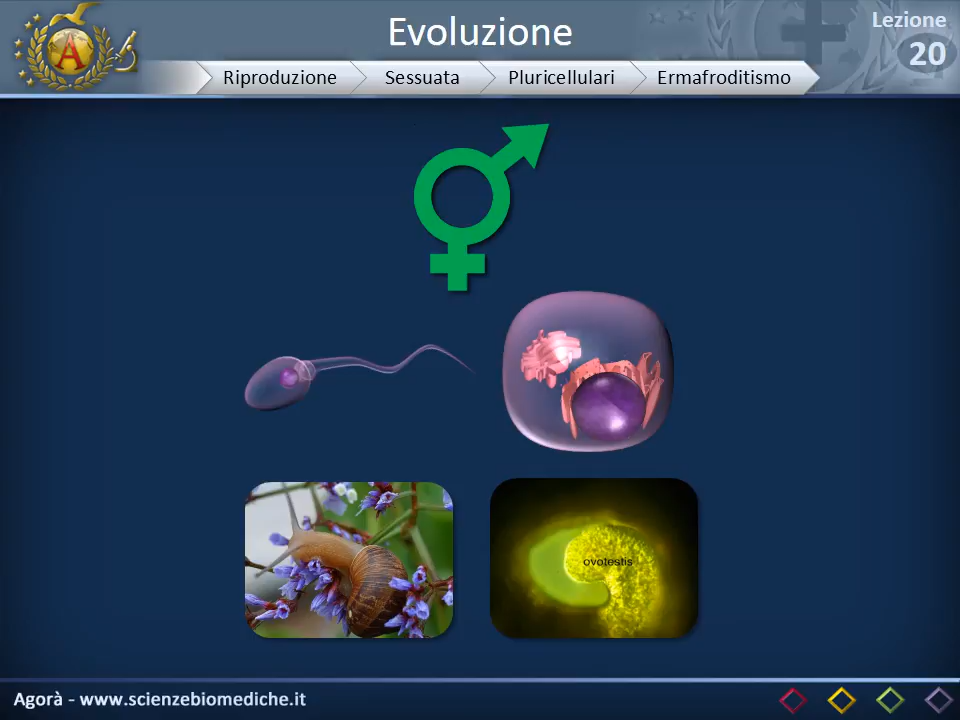 Evoluzione
Lezione
20
A
Riproduzione
Sessuata
Pluricellulari
Ermafroditismo
ovotestis
Agorà - www.scienzebiomediche.it